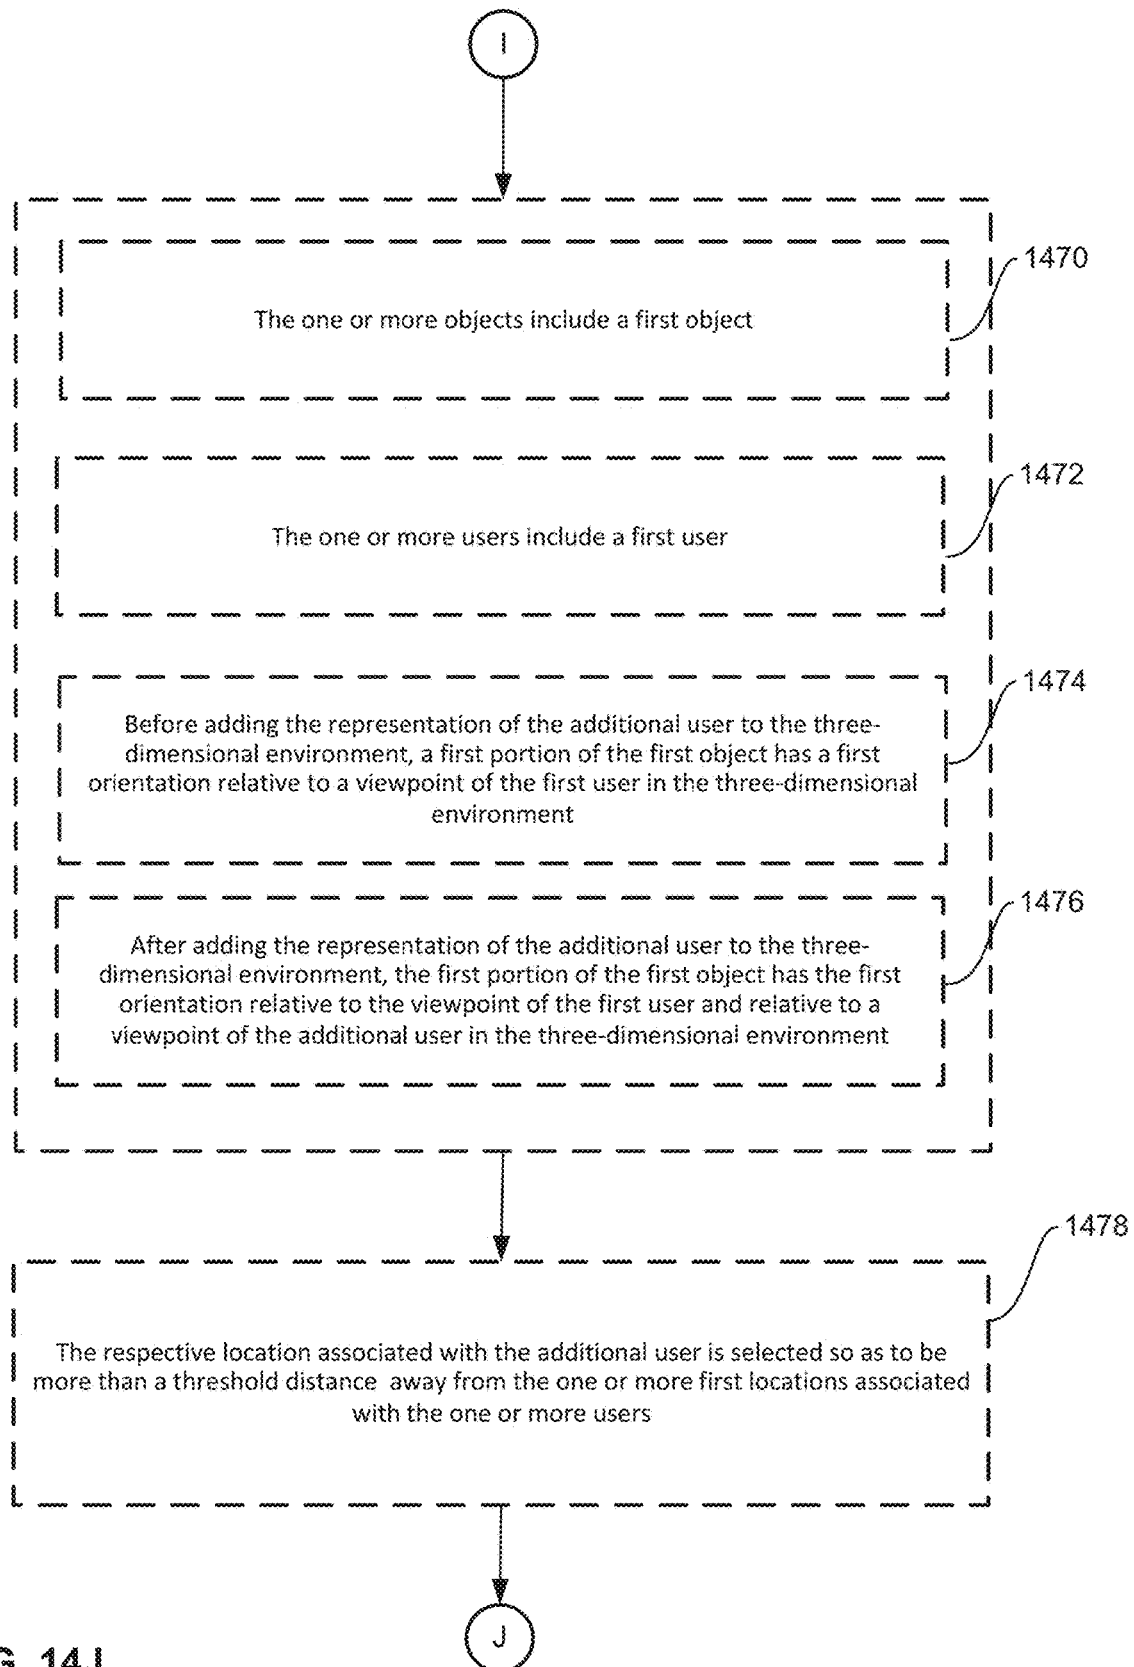 I
1470
The one or more objects include a first object
1472
The one or more users include a first user
1474
Before adding the representation of the additional user to the three-
dimensional environment, a first portion of the first object has a first
orientation relative to a viewpoint of the first user in the three-dimensional
environment
1476
After adding the representation of the additional user to the three-
dimensional environment, the first portion of the first object has the first
orientation relative to the viewpoint of the first user and relative to a
viewpoint of the additional user in the three-dimensional environment
1478
The respective location associated with the additional user is selected so as to be
more than a threshold distance away from the one or more first locations associated
with the one or more users
J